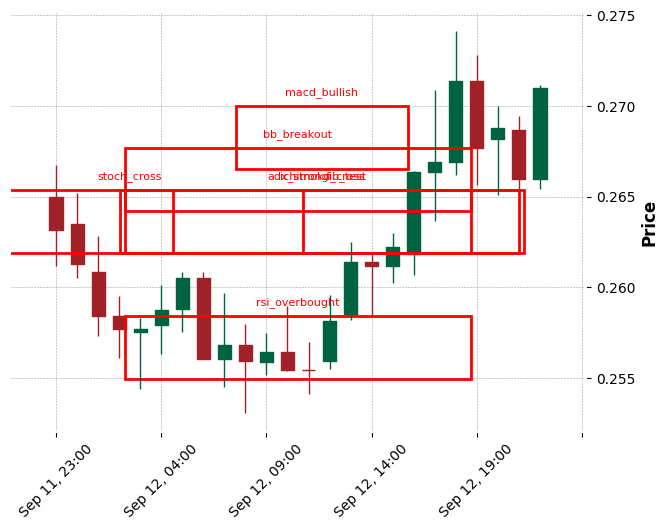 0.275
macd_bullish
0.270
bb_breakout
stoch_cross
0.265
Price
0.260
rsi_overbought
0.255
Sep 11, 23:00
Sep 12, 04:00
Sep 12, 09:00
Sep 12, 14:00
Sep 12, 19:00